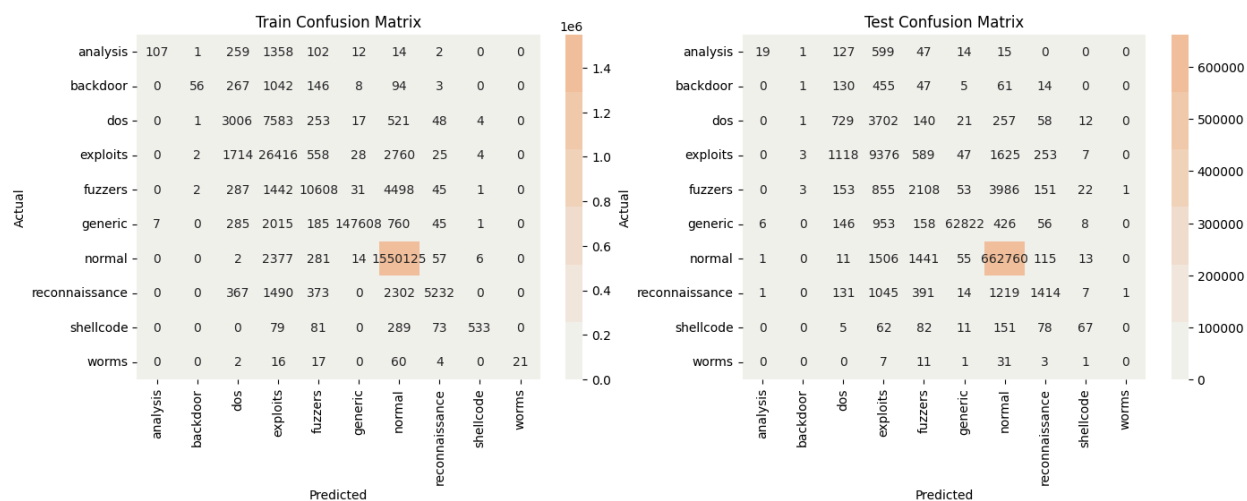 Train Confusion Matrix
1e6
Actual
analysis 107 1 259 1358 102 12 14 2 0 0
backdoor 0 56 267 1042 146 8 94 3 0 0
dos 0 1 3006 7583 253 17 521 48 4 0
exploits 0 2 1714 26416 558 28 2760 25 4 0
fuzzers 0 2 287 1442 10608 31 4498 45 1 0
generic 7 0 285 2015 185 147608 760 45 1 0
normal 0 0 2 2377 281 14 1550125 57 6 0
reconnaissance 0 0 367 1490 373 0 2302 5232 0 0
shellcode 0 0 0 79 81 0 289 73 533 0
worms 0 0 2 16 17 0 60 4 0 21
analysis backdoor dos exploits fuzzers generic normal reconnaissance shellcode worms
Predicted
1.4
1.2
1.0
0.8
0.6
0.4
0.2
0.0
Test Confusion Matrix
Actual
analysis 19 1 127 599 47 14 15 0 0 0
backdoor 0 1 130 455 47 5 61 14 0 0
dos 0 1 729 3702 140 21 257 58 12 0
exploits 0 3 1118 9376 589 47 1625 253 7 0
fuzzers 0 3 153 855 2108 53 3986 151 22 1
generic 6 0 146 953 158 62822 426 56 8 0
normal 1 0 11 1506 1441 55 662760 115 13 0
reconnaissance 1 0 131 1045 391 14 1219 1414 7 1
shellcode 0 0 5 62 82 11 151 78 67 0
worms 0 0 0 7 11 1 31 3 1 0
analysis backdoor dos exploits fuzzers generic normal reconnaissance shellcode worms
Predicted
600000
500000
400000
300000
200000
100000
0